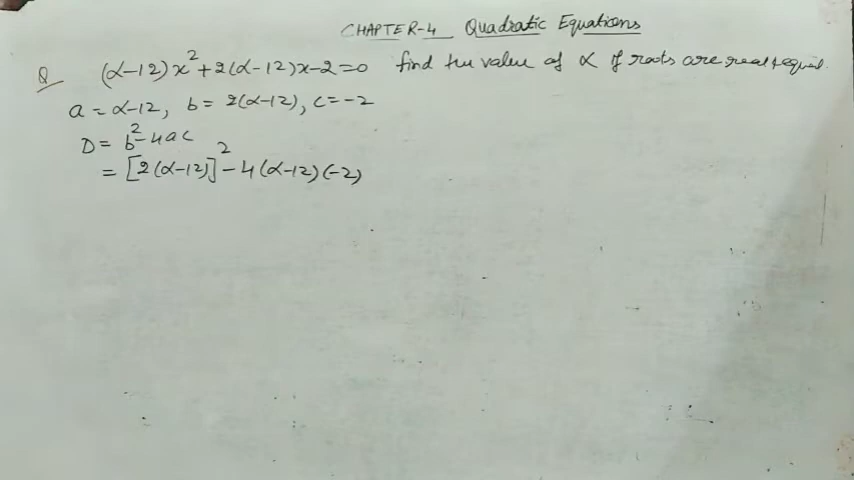 CHAPTER-4 Quadratic Equations
Q (α-12)x²+2(α-12)x-2=0 find the value of α if roots are real & equal.
a = α-12, b = 2(α-12), c = -2
D = b²-4ac
= [2(α-12)]² - 4(α-12)(-2)